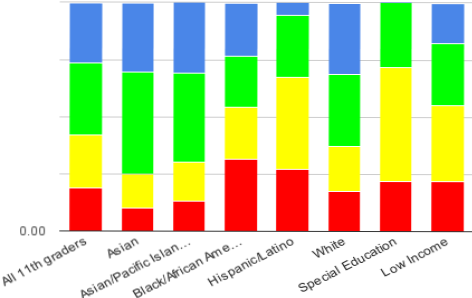 0.00
All 11th graders
Asian
Asian/Pacific Islan…
Black/African Ame…
Hispanic/Latino
White
Special Education
Low Income